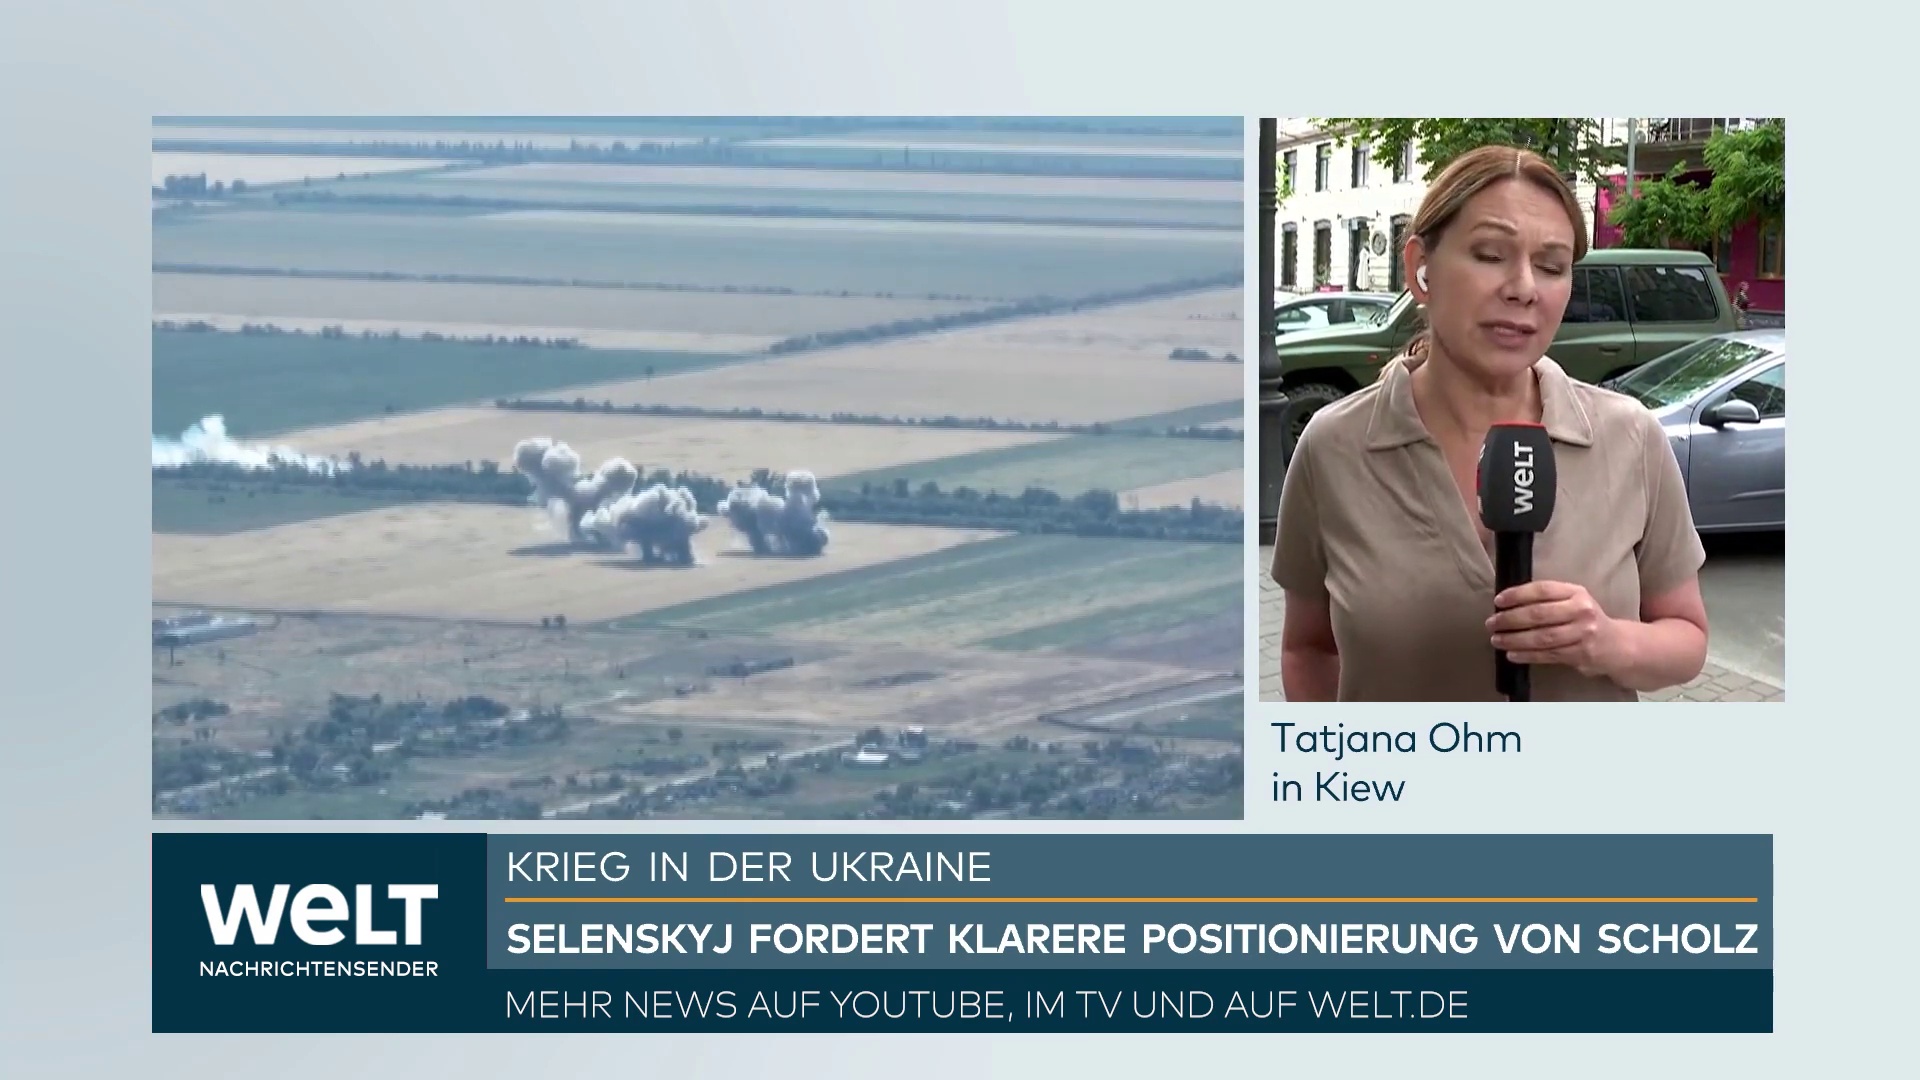 welt
Tatjana Ohm
in Kiew
KRIEG IN DER UKRAINE
SELENSKYJ FORDERT KLARERE POSITIONIERUNG VON SCHOLZ
MEHR NEWS AUF YOUTUBE, IM TV UND AUF WELT.DE
WELT
NACHRICHTENSENDER